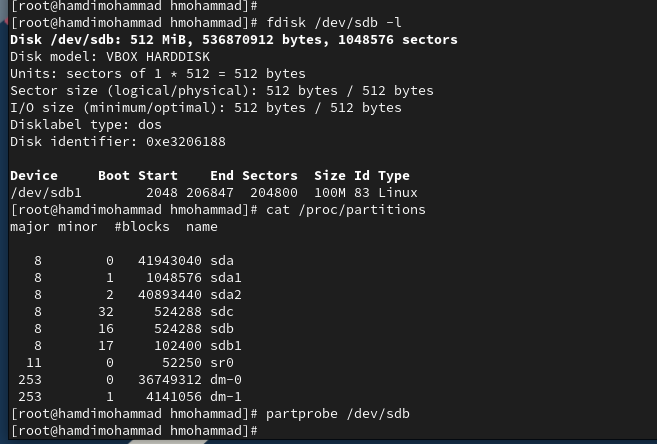 [root@hamdimohammad hmohammad]#
[root@hamdimohammad hmohammad]# fdisk /dev/sdb -l
Disk /dev/sdb: 512 MiB, 536870912 bytes, 1048576 sectors
Disk model: VBOX HARDDISK
Units: sectors of 1 * 512 = 512 bytes
Sector size (logical/physical): 512 bytes / 512 bytes
I/O size (minimum/optimal): 512 bytes / 512 bytes
Disklabel type: dos
Disk identifier: 0xe3206188
Device     Boot Start    End Sectors  Size Id Type
/dev/sdb1        2048 206847  204800  100M 83 Linux
[root@hamdimohammad hmohammad]# cat /proc/partitions
major minor  #blocks  name
   8        0   41943040 sda
   8        1    1048576 sda1
   8        2   40893440 sda2
   8       32     524288 sdc
   8       16     524288 sdb
   8       17     102400 sdb1
  11        0      52250 sr0
 253        0   36749312 dm-0
 253        1    4141056 dm-1
[root@hamdimohammad hmohammad]# partprobe /dev/sdb
[root@hamdimohammad hmohammad]#